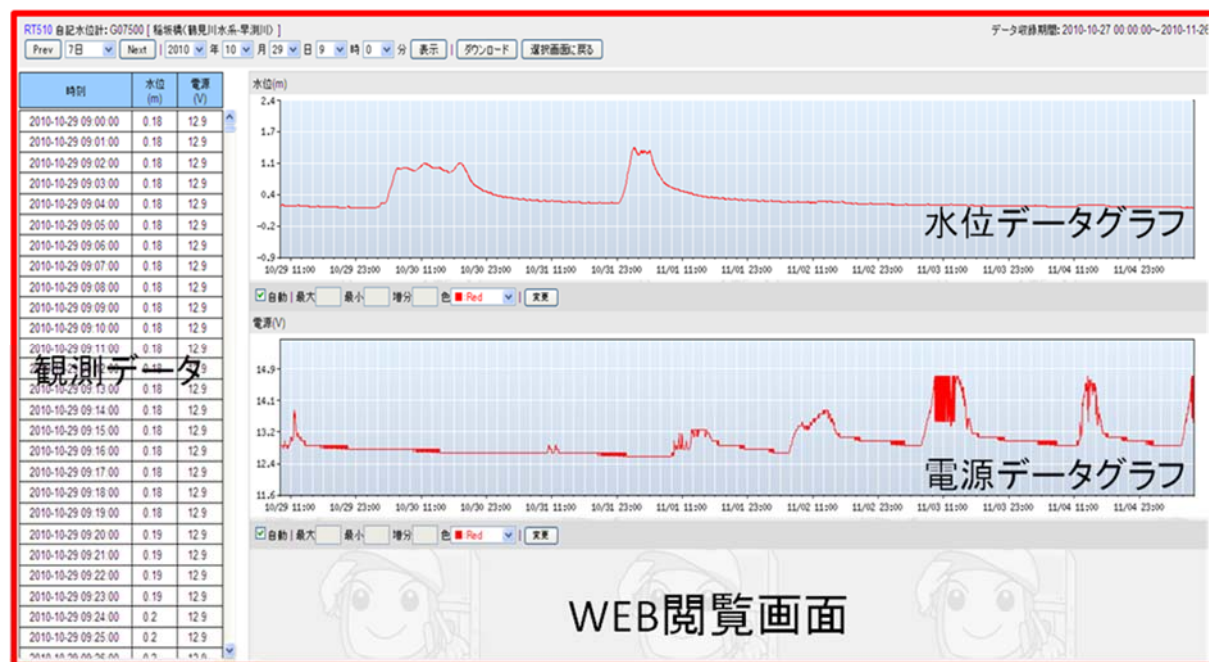 RT510 自記水位計: G07500 [ 稲坂橋(鶴見川水系-早渕川) ]
データ収録期間: 2010-10-27 00:00:00～2010-11-26
Prev 7日 Next | 2010 年 10 月 29 日 9 時 0 分 表示 | ダウンロード 選択画面に戻る
時刻 水位(m) 電源(V)
2010-10-29 09:00:00 0.18 12.9
2010-10-29 09:01:00 0.18 12.9
2010-10-29 09:02:00 0.18 12.9
2010-10-29 09:03:00 0.18 12.9
2010-10-29 09:04:00 0.18 12.9
2010-10-29 09:05:00 0.18 12.9
2010-10-29 09:06:00 0.18 12.9
2010-10-29 09:07:00 0.18 12.9
2010-10-29 09:08:00 0.18 12.9
2010-10-29 09:09:00 0.18 12.9
2010-10-29 09:10:00 0.18 12.9
2010-10-29 09:11:00 0.18 12.9
観測データ
2010-10-29 09:13:00 0.18 12.9
2010-10-29 09:14:00 0.18 12.9
2010-10-29 09:15:00 0.18 12.9
2010-10-29 09:16:00 0.18 12.9
2010-10-29 09:17:00 0.18 12.9
2010-10-29 09:18:00 0.18 12.9
2010-10-29 09:19:00 0.18 12.9
2010-10-29 09:20:00 0.19 12.9
2010-10-29 09:21:00 0.19 12.9
2010-10-29 09:22:00 0.19 12.9
2010-10-29 09:23:00 0.19 12.9
2010-10-29 09:24:00 0.2 12.9
2010-10-29 09:25:00 0.2 12.9
2010-10-29 09:26:00 0.2 12.9
水位(m)
2.4
1.7
1.1
0.4
-0.2
-0.9
水位データグラフ
10/29 11:00 10/29 23:00 10/30 11:00 10/30 23:00 10/31 11:00 10/31 23:00 11/01 11:00 11/01 23:00 11/02 11:00 11/02 23:00 11/03 11:00 11/03 23:00 11/04 11:00 11/04 23:00
自動 | 最大 最小 増分 色 Red | 変更
電源(V)
14.9
14.1
13.2
12.4
11.6
電源データグラフ
10/29 11:00 10/29 23:00 10/30 11:00 10/30 23:00 10/31 11:00 10/31 23:00 11/01 11:00 11/01 23:00 11/02 11:00 11/02 23:00 11/03 11:00 11/03 23:00 11/04 11:00 11/04 23:00
自動 | 最大 最小 増分 色 Red | 変更
WEB閲覧画面